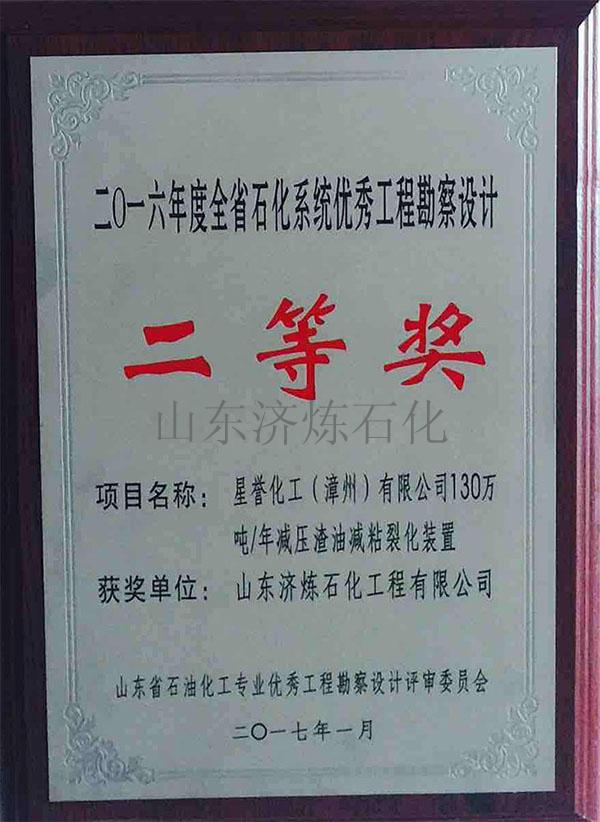 二〇一六年度全省石化系统优秀工程勘察设计
二等奖
山东济炼石化
项目名称：星誉化工（漳州）有限公司130万
吨/年减压渣油减粘裂化装置
获奖单位：山东济炼石化工程有限公司
山东省石油化工专业优秀工程勘察设计评审委员会
二〇一七年一月